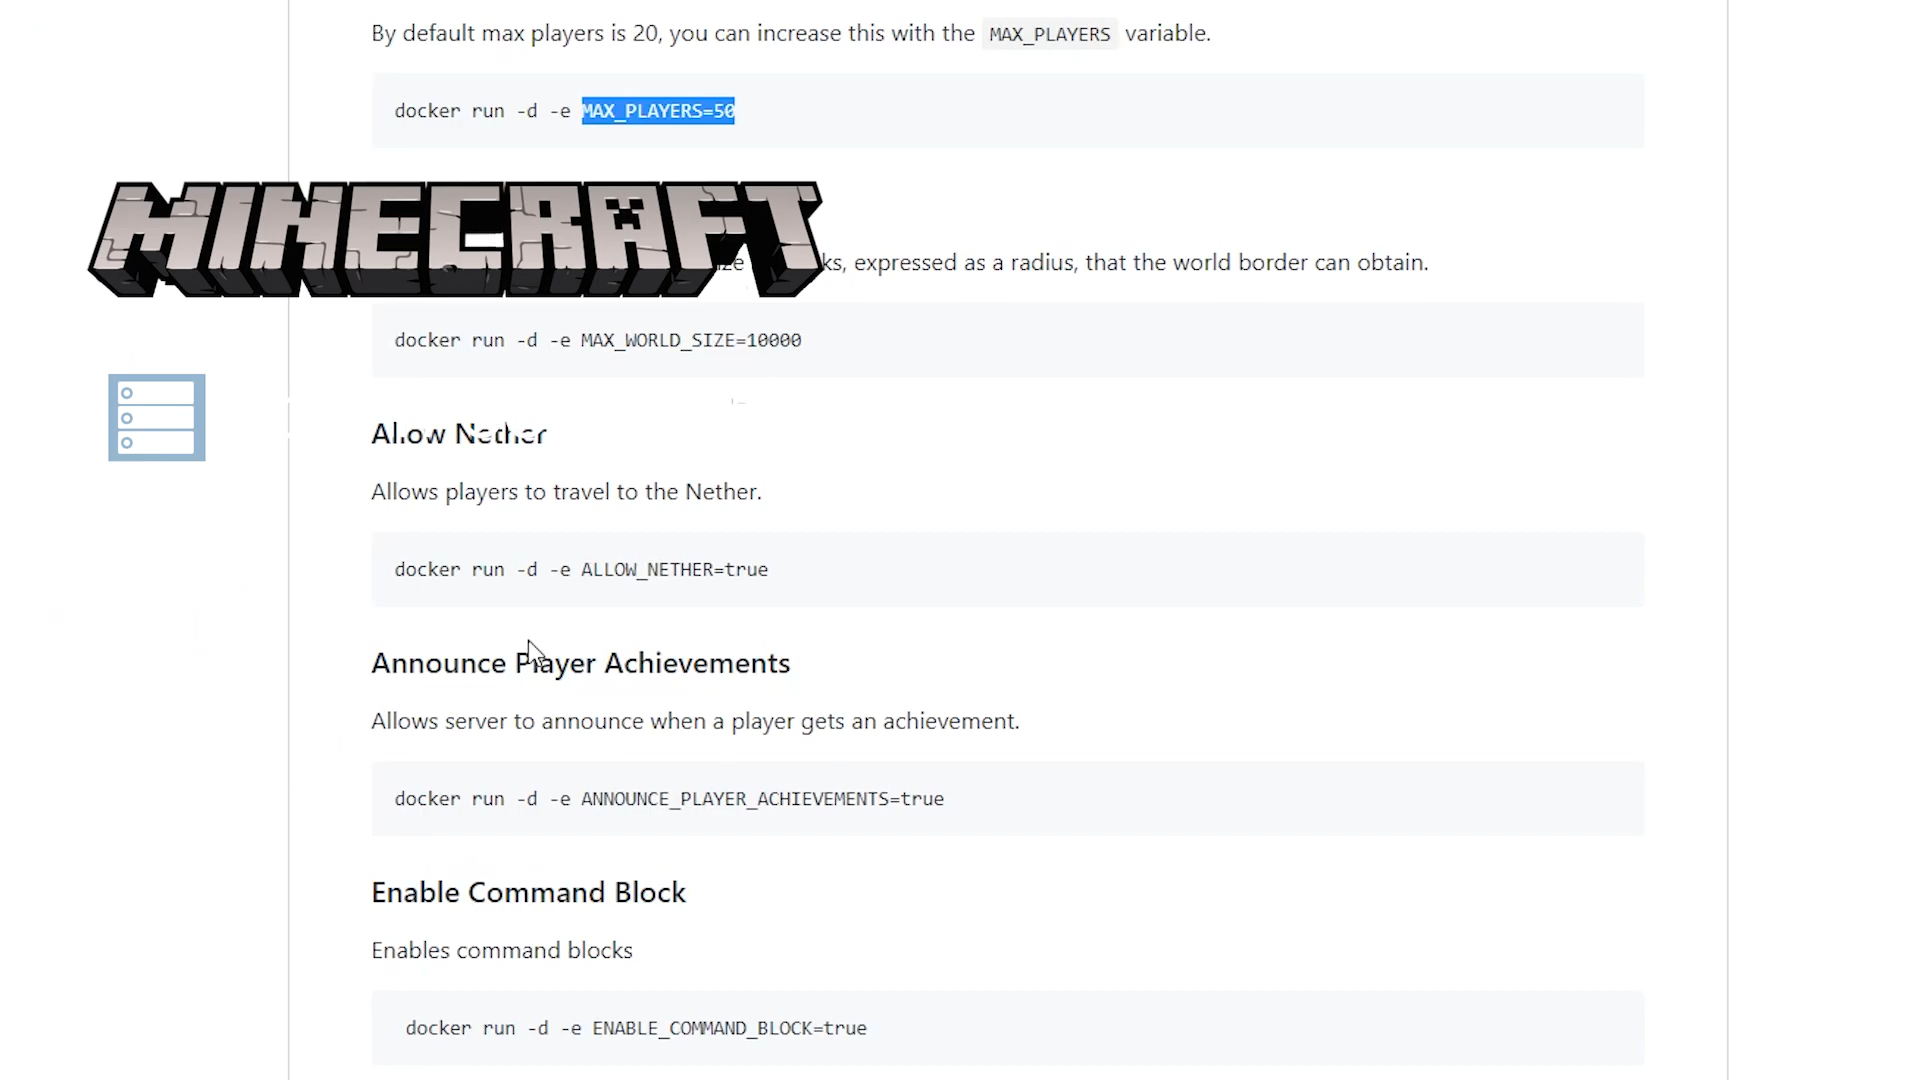 By default max players is 20, you can increase this with the MAX_PLAYERS variable.
docker run -d -e MAX_PLAYERS=50
MINECRAFT
expressed as a radius, that the world border can obtain.
docker run -d -e MAX_WORLD_SIZE=10000
Allow Nether
Allows players to travel to the Nether.
docker run -d -e ALLOW_NETHER=true
Announce Player Achievements
Allows server to announce when a player gets an achievement.
docker run -d -e ANNOUNCE_PLAYER_ACHIEVEMENTS=true
Enable Command Block
Enables command blocks
docker run -d -e ENABLE_COMMAND_BLOCK=true